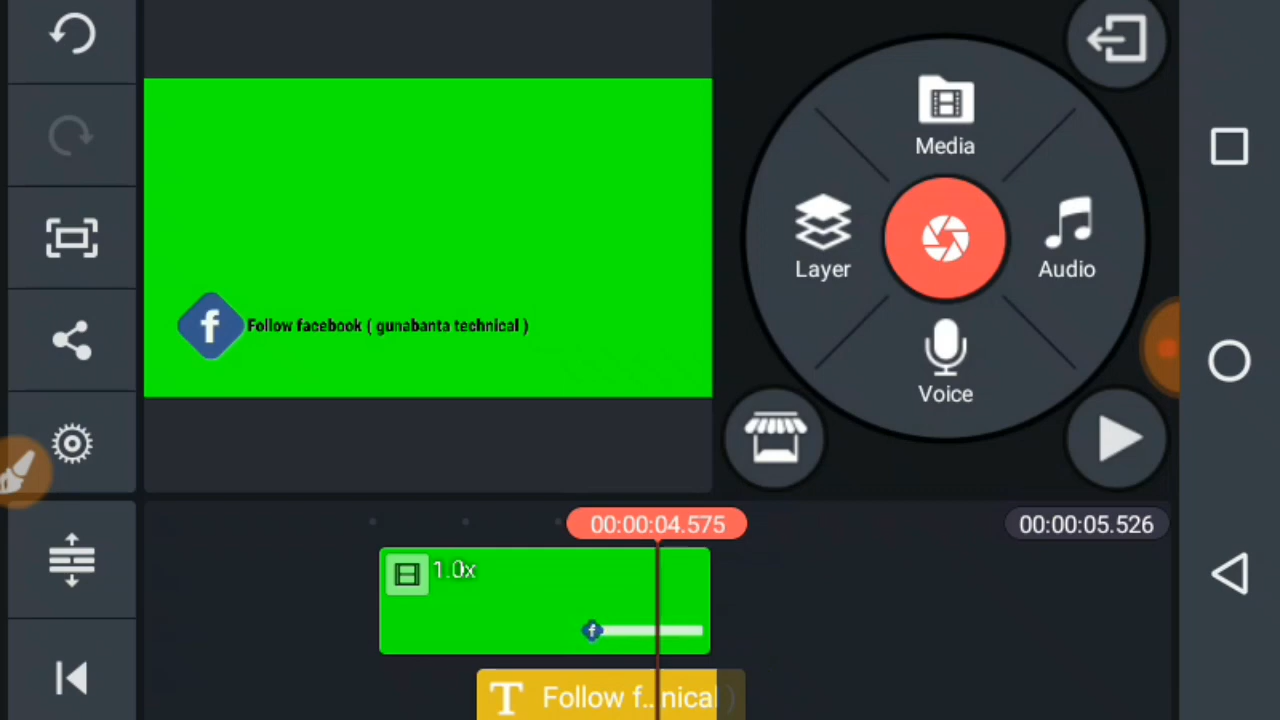 Media
Layer
Audio
Voice
f Follow facebook ( gunabanta technical )
00:00:04.575
00:00:05.526
1.0x
f
T Follow f.. nical )